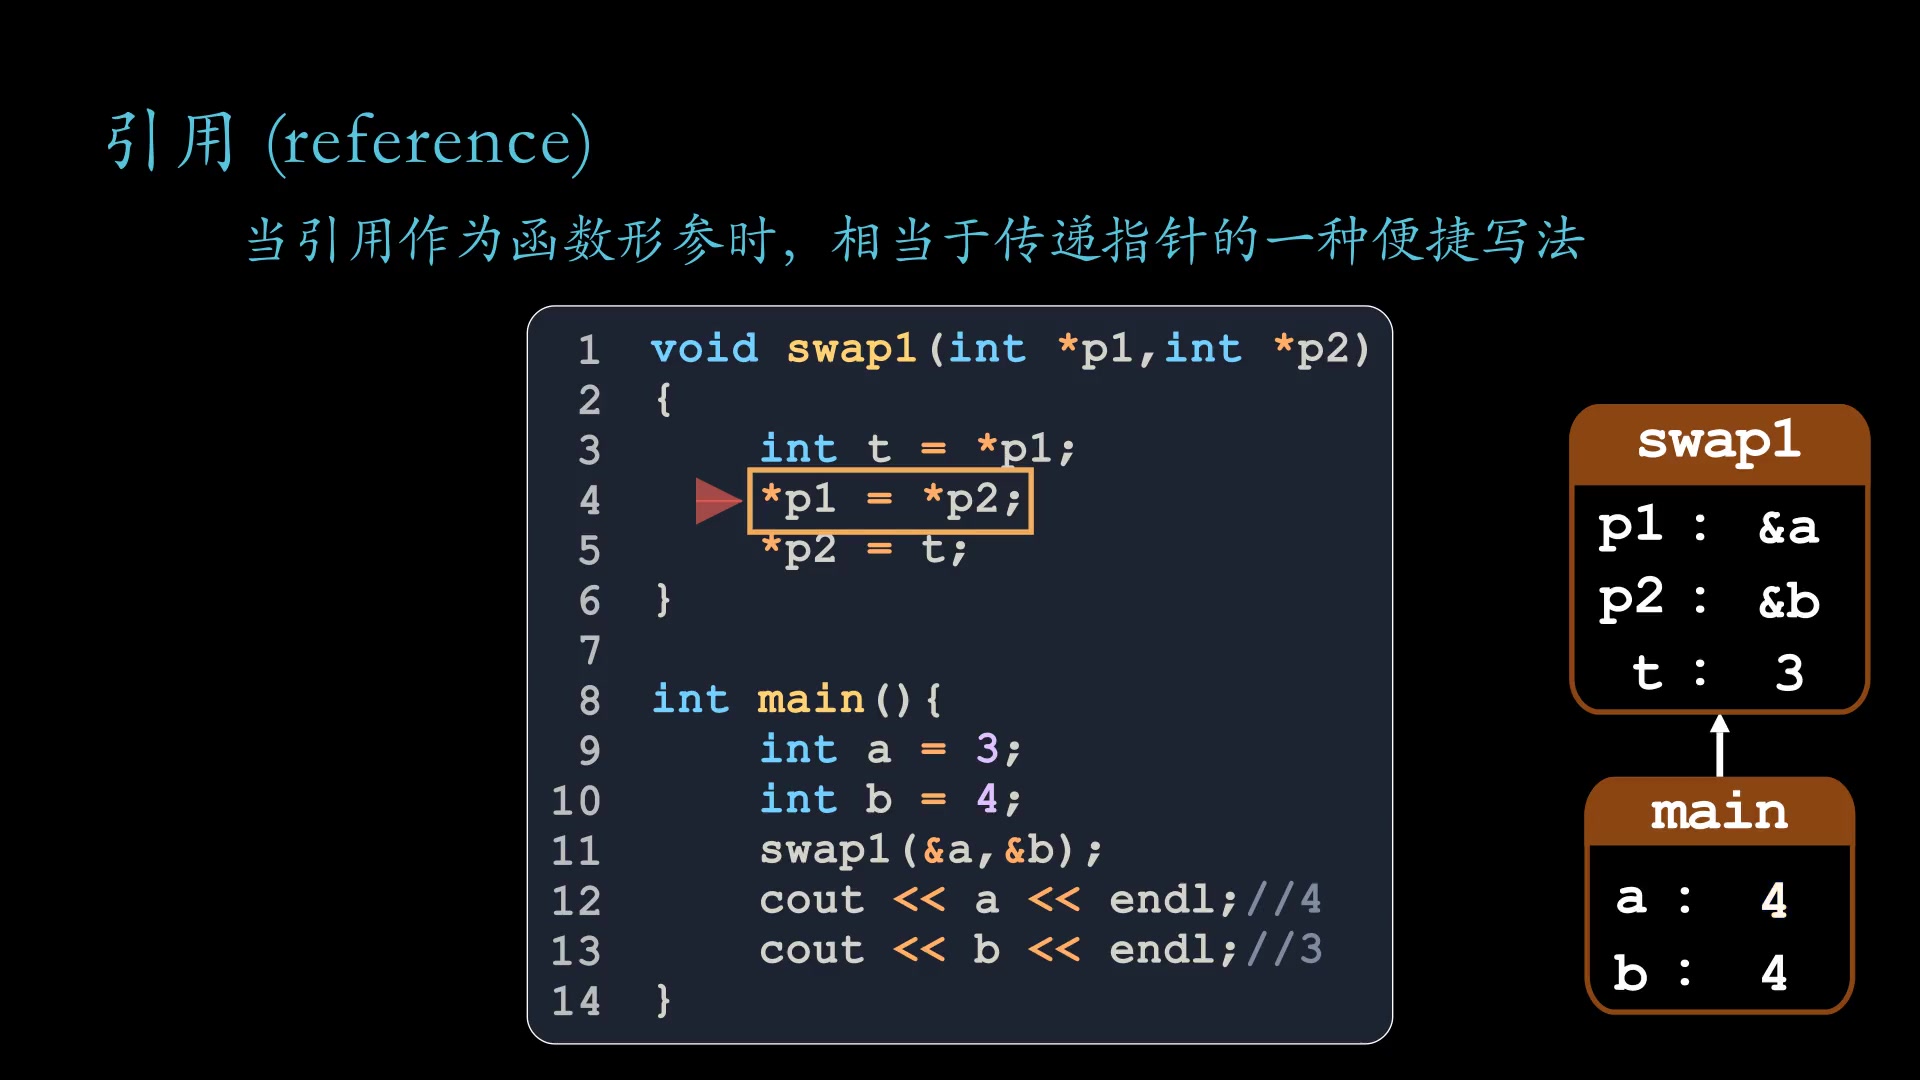 引用 (reference)
当引用作为函数形参时，相当于传递指针的一种便捷写法
1 void swap1(int *p1,int *p2)
2 {
3 int t = *p1;
4 *p1 = *p2;
5 *p2 = t;
6 }
7
8 int main(){
9 int a = 3;
10 int b = 4;
11 swap1(&a,&b);
12 cout << a << endl;//4
13 cout << b << endl;//3
14 }
swap1
p1 : &a
p2 : &b
t : 3
main
a : 4
b : 4